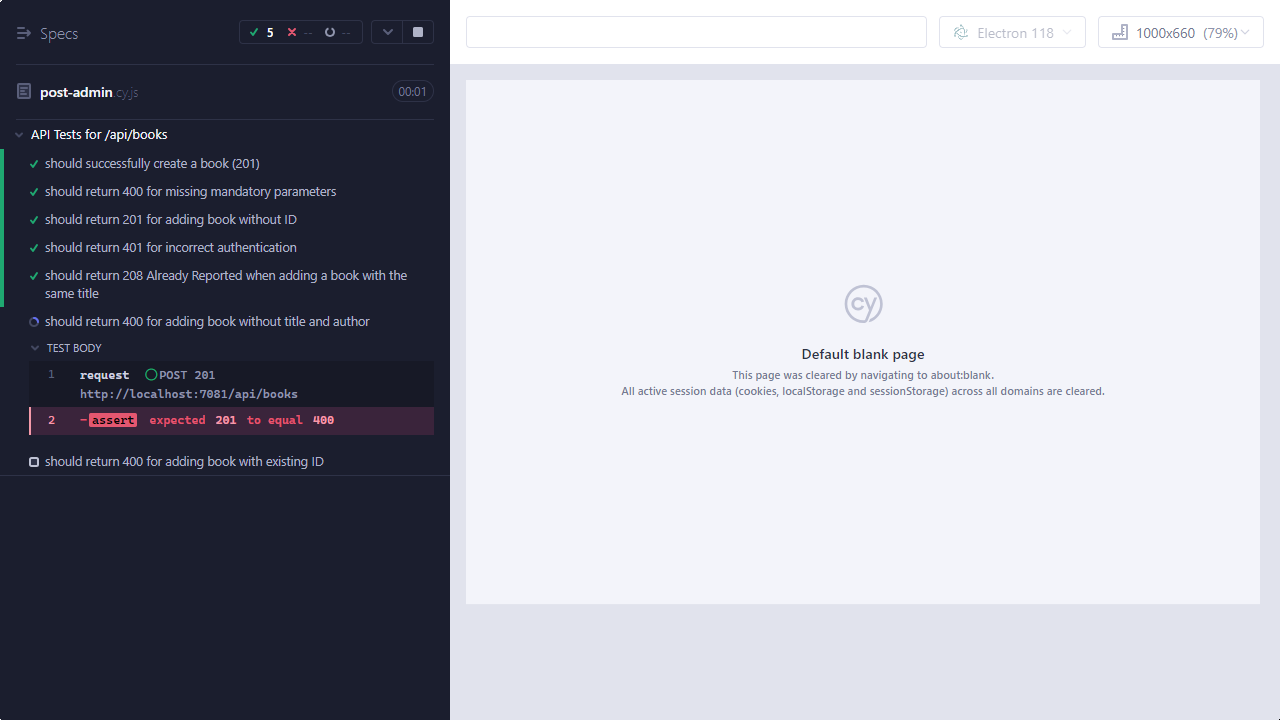 Specs
5 -- --
Electron 118
1000x660 (79%)
post-admin.cy.js
00:01
API Tests for /api/books
should successfully create a book (201)
should return 400 for missing mandatory parameters
should return 201 for adding book without ID
should return 401 for incorrect authentication
should return 208 Already Reported when adding a book with the
same title
should return 400 for adding book without title and author
TEST BODY
1 request POST 201
http://localhost:7081/api/books
2 -assert expected 201 to equal 400
should return 400 for adding book with existing ID
cy
Default blank page
This page was cleared by navigating to about:blank.
All active session data (cookies, localStorage and sessionStorage) across all domains are cleared.